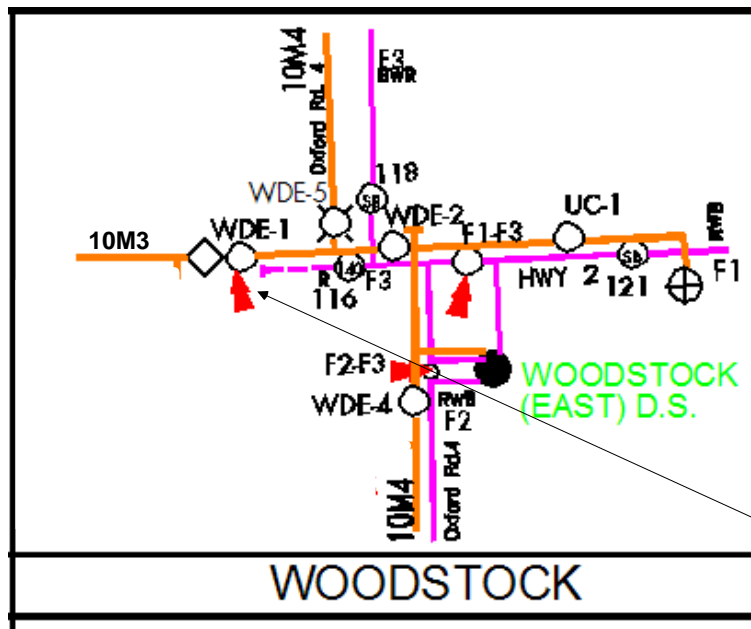 10M4
Oxford Rd. 4
F3
BWR
118
SB
WDE-5
WDE-2
UC-1
WDE-1
F1-F3
RWB
10M3
140
R
116
F3
HWY 2
SB
121
F1
F2-F3
WOODSTOCK
(EAST) D.S.
WDE-4
RWB
F2
10M4
Oxford Rd.4
WOODSTOCK